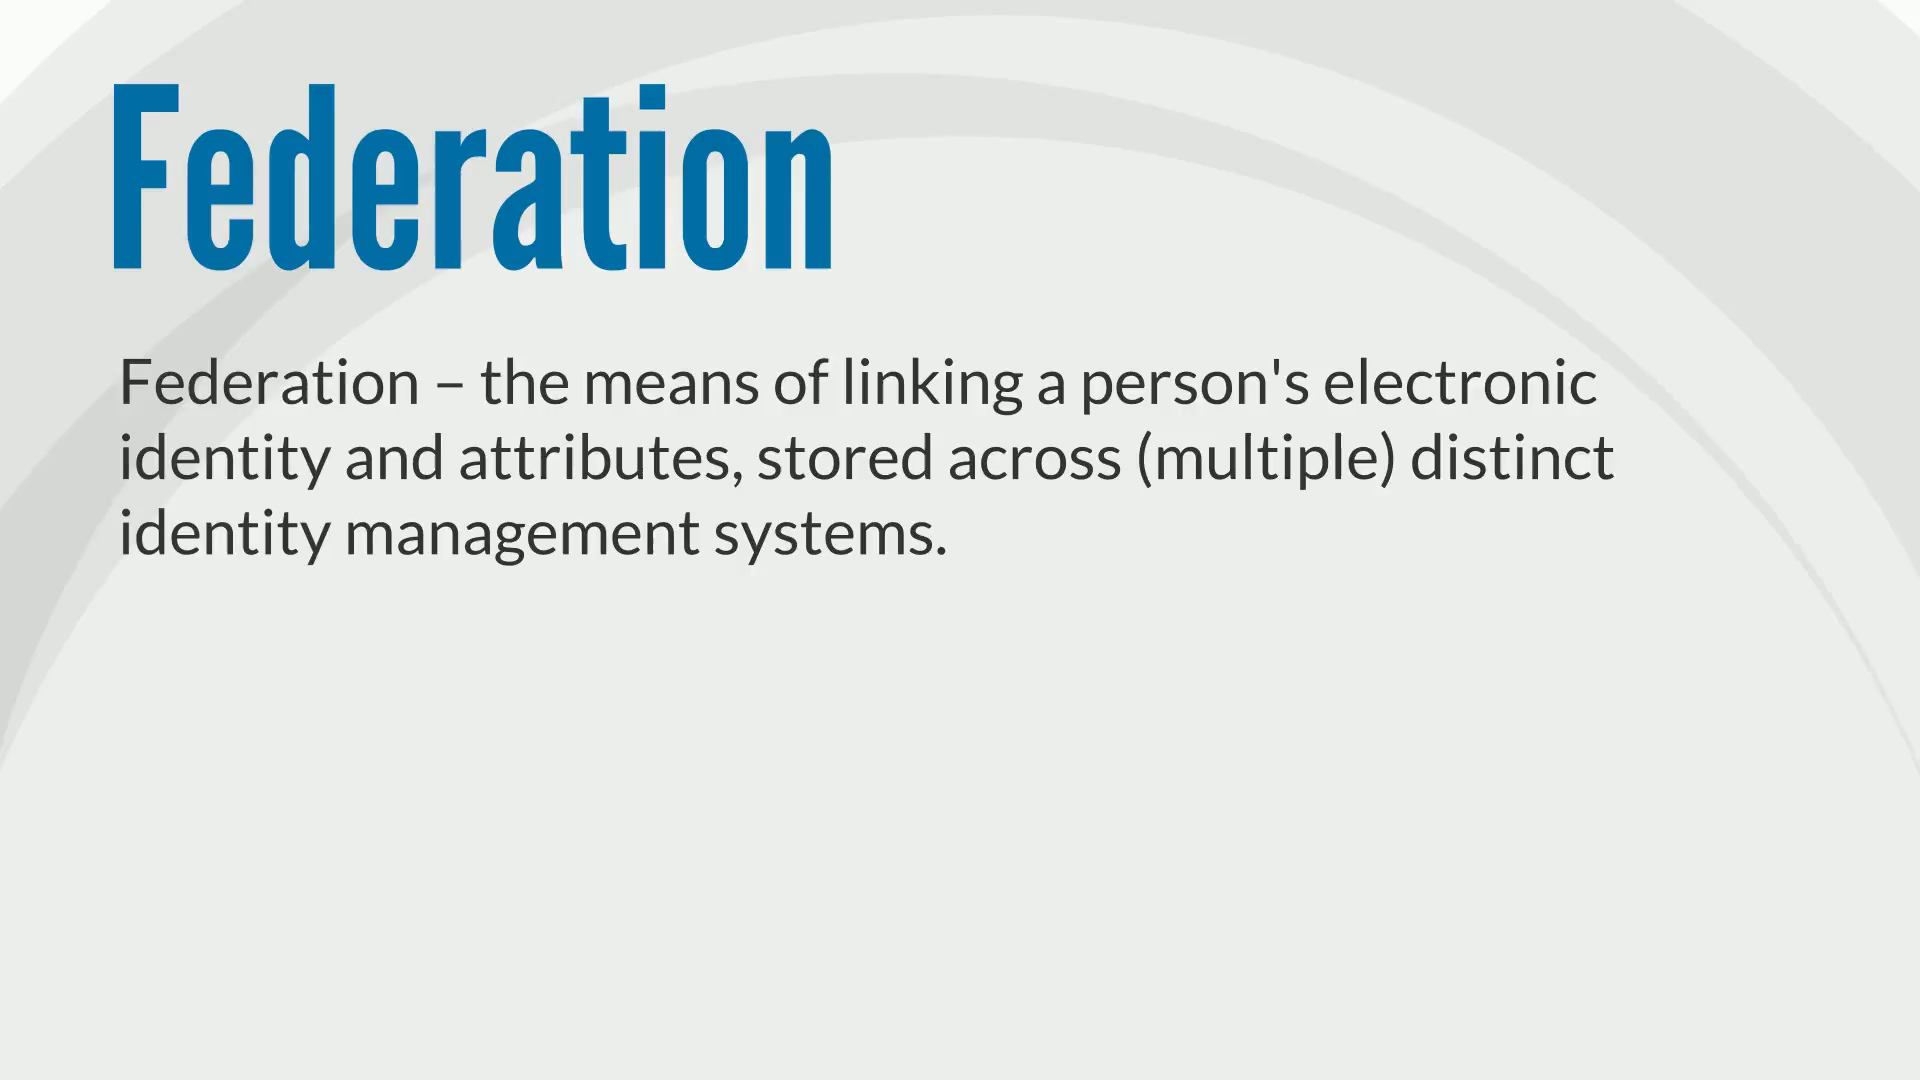 Federation
Federation – the means of linking a person's electronic
identity and attributes, stored across (multiple) distinct
identity management systems.